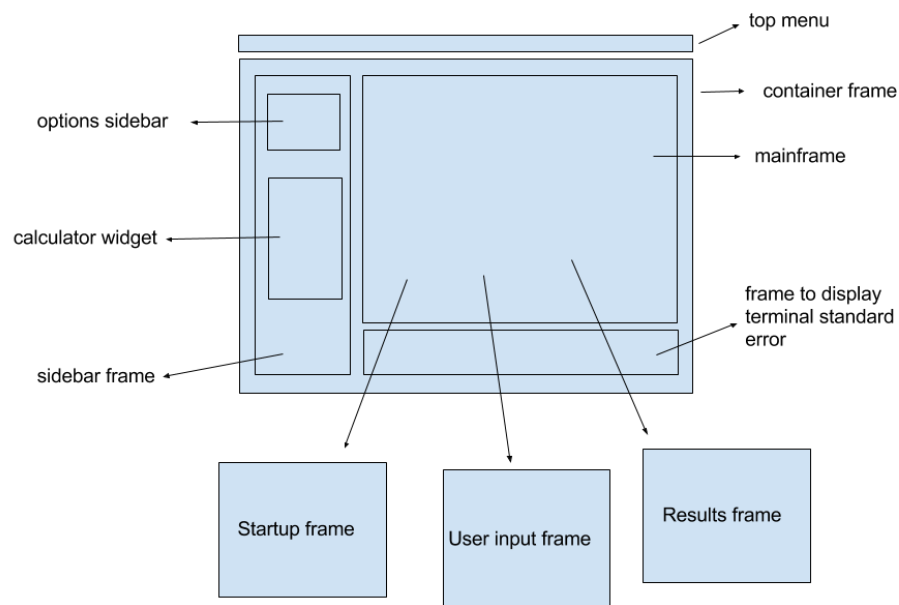 top menu
container frame
options sidebar
mainframe
calculator widget
frame to display
terminal standard
error
sidebar frame
Startup frame
User input frame
Results frame